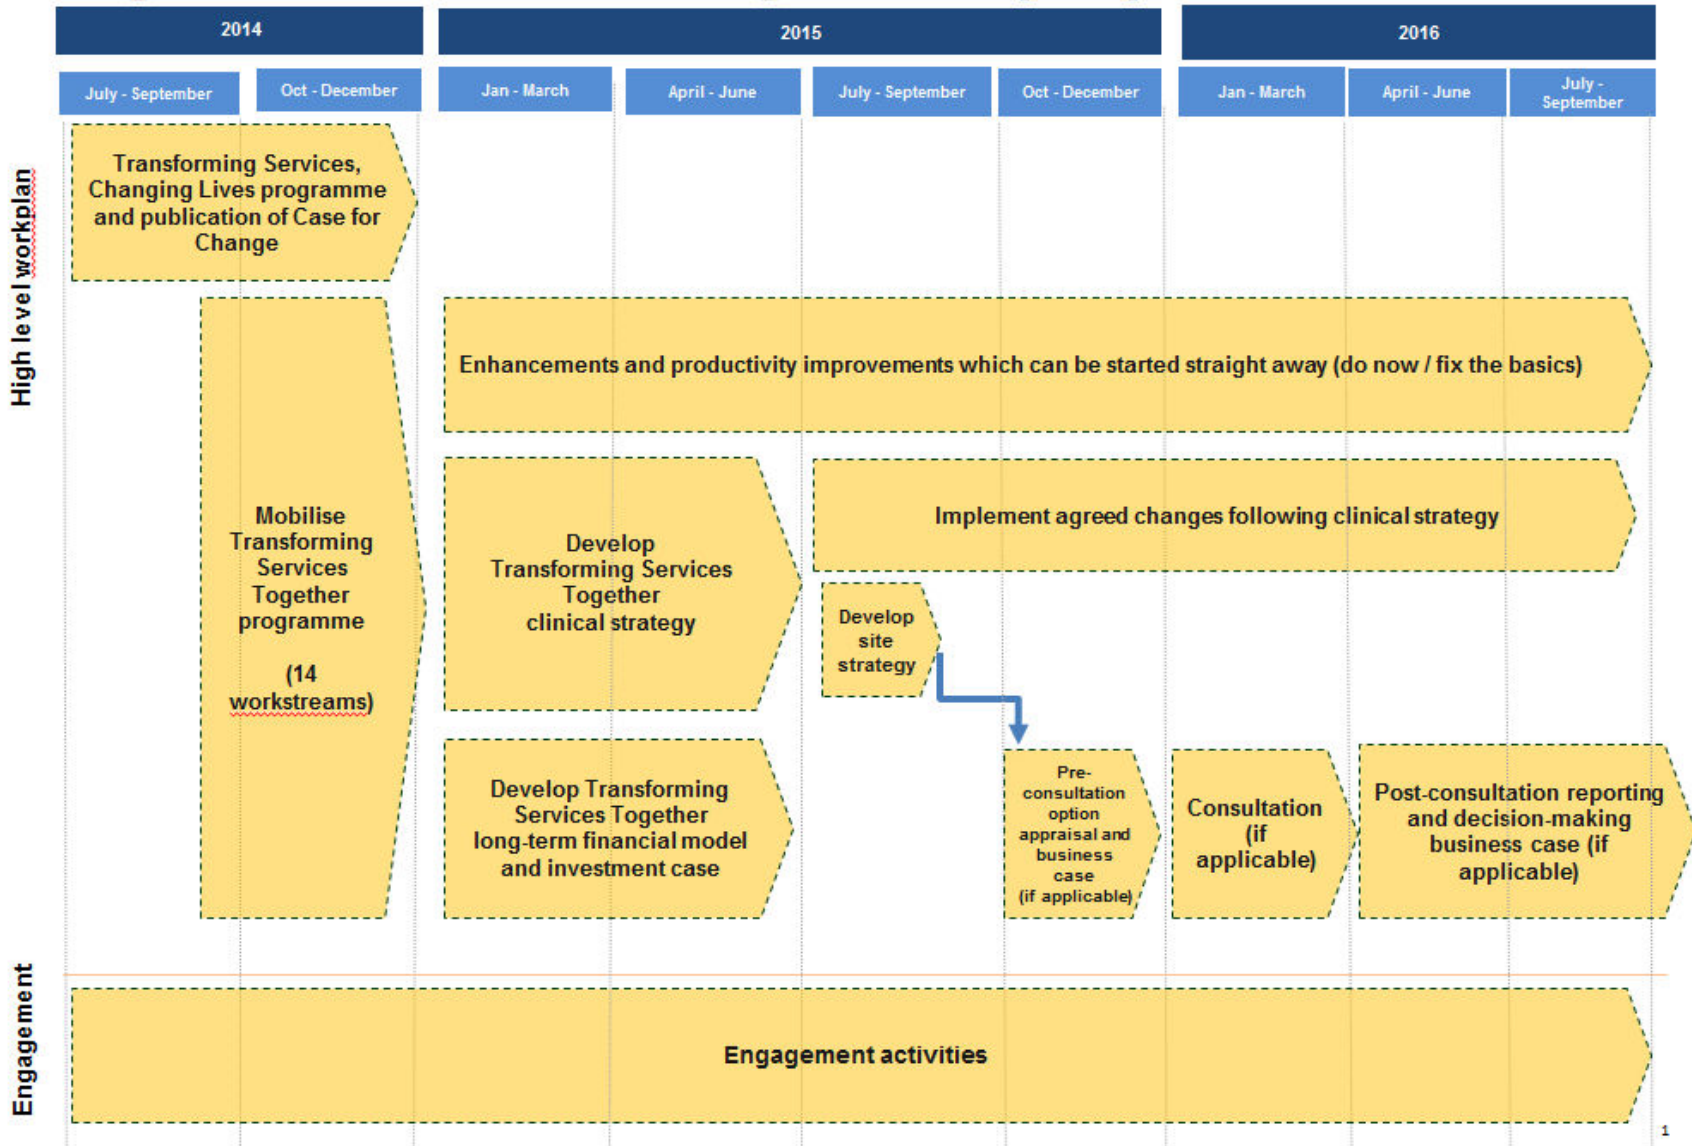 2014
2015
2016
July - September
Oct - December
Jan - March
April - June
July - September
Oct - December
Jan - March
April - June
July -
September
High level workplan
Transforming Services,
Changing Lives programme
and publication of Case for
Change
Enhancements and productivity improvements which can be started straight away (do now / fix the basics)
Mobilise
Transforming
Services
Together
programme
(14
workstreams)
Develop
Transforming Services
Together
clinical strategy
Implement agreed changes following clinical strategy
Develop
site
strategy
Develop Transforming
Services Together
long-term financial model
and investment case
Pre-
consultation
option
appraisal and
business
case
(if applicable)
Consultation
(if
applicable)
Post-consultation reporting
and decision-making
business case (if
applicable)
Engagement
Engagement activities
1